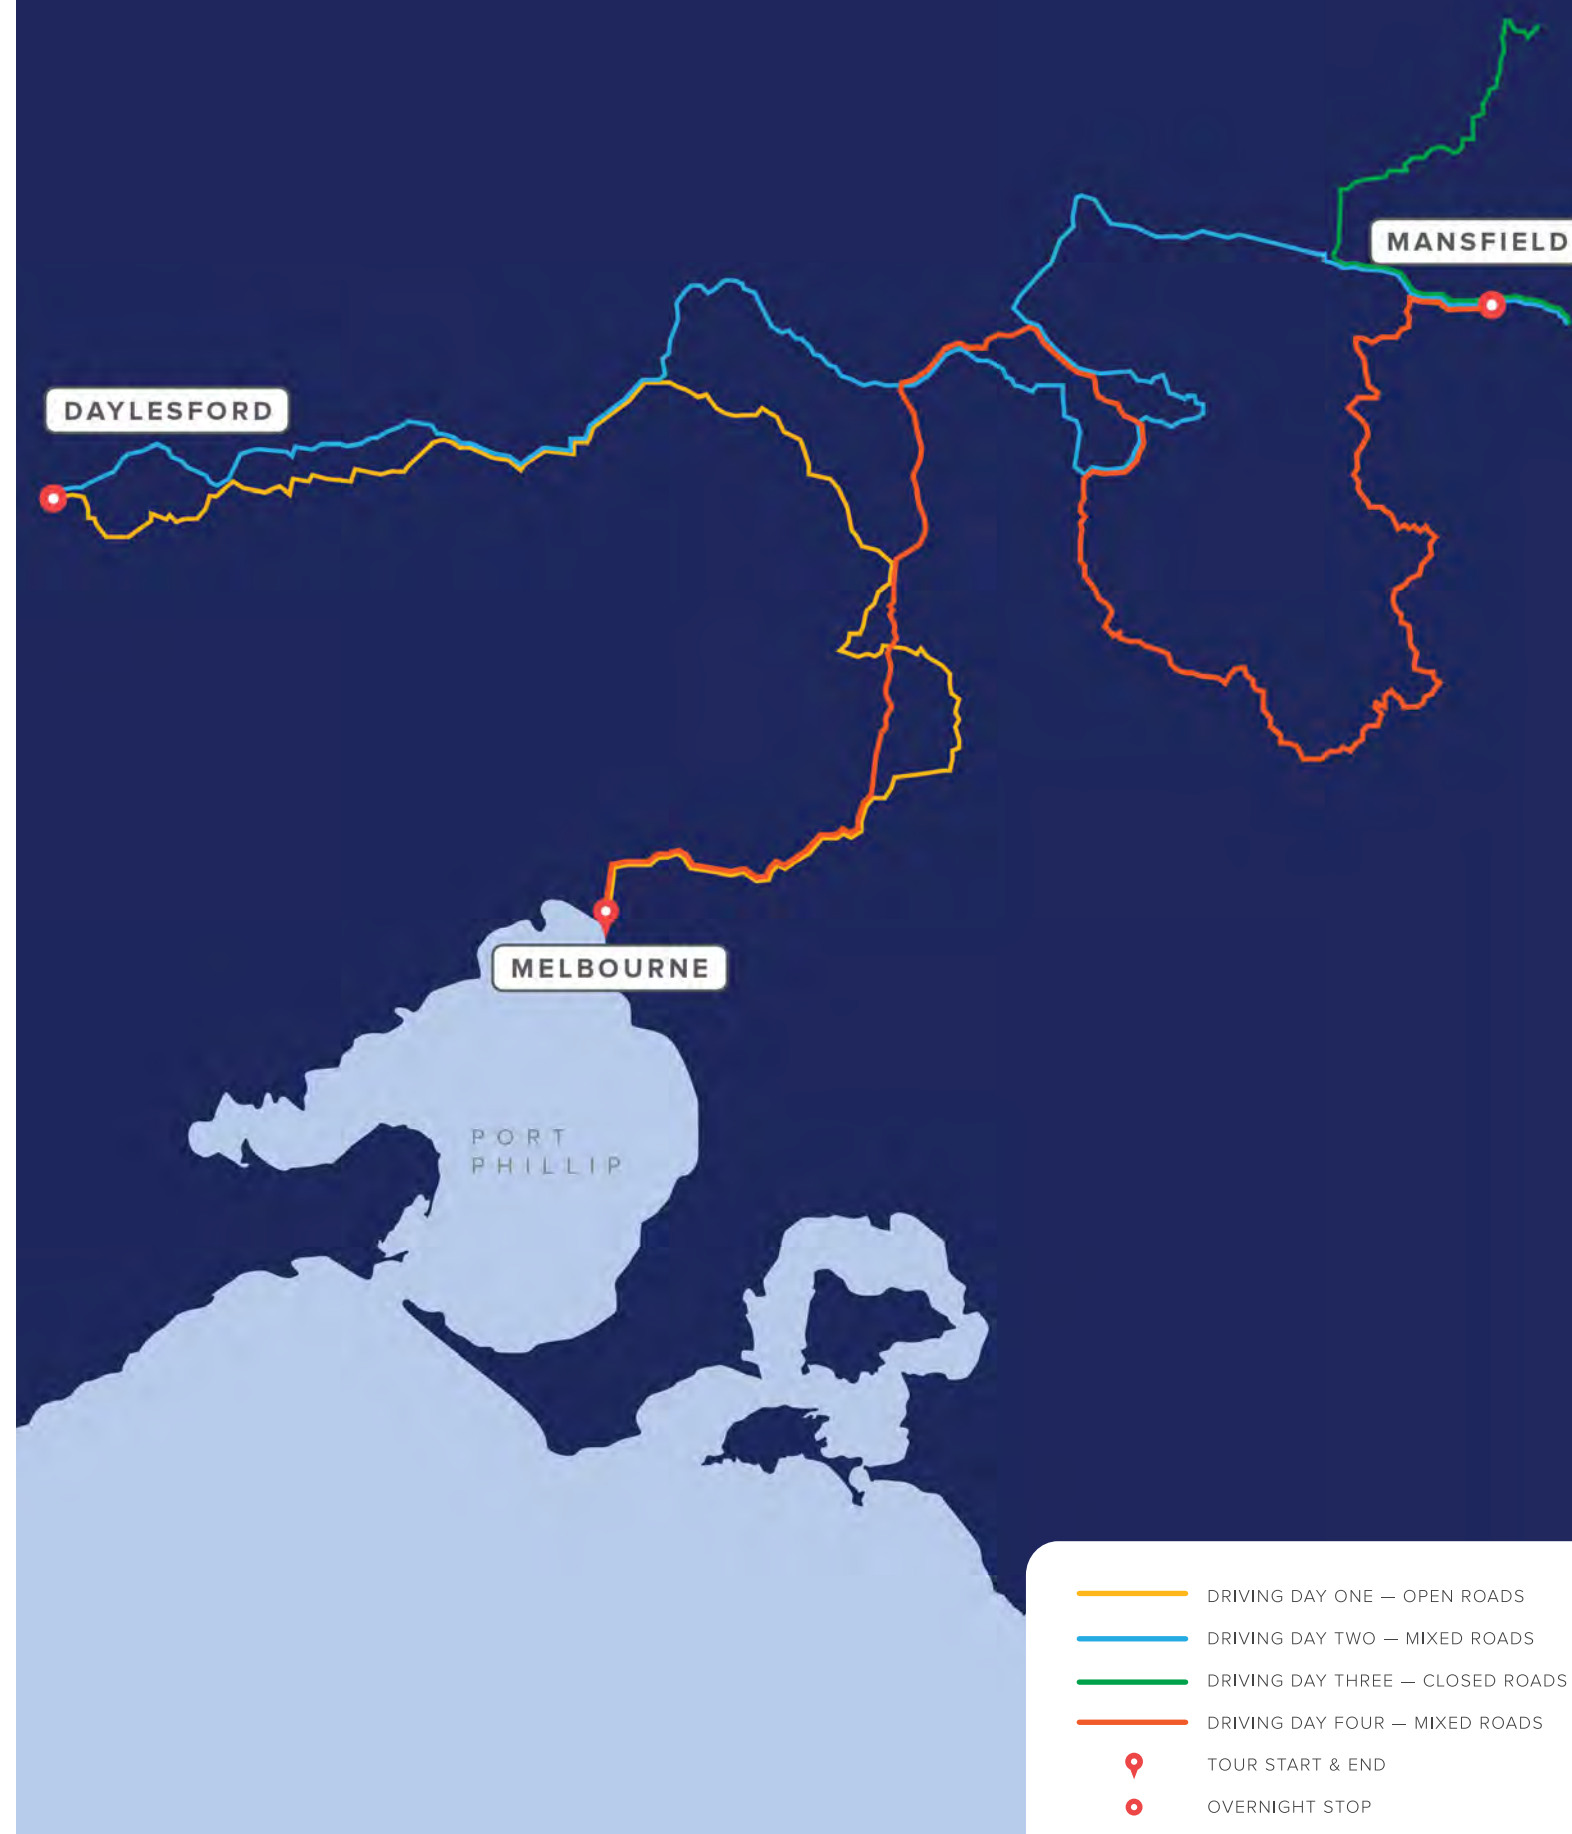 MANSFIELD
DAYLESFORD
MELBOURNE
PORT
PHILLIP
DRIVING DAY ONE — OPEN ROADS
DRIVING DAY TWO — MIXED ROADS
DRIVING DAY THREE — CLOSED ROADS
DRIVING DAY FOUR — MIXED ROADS
TOUR START & END
OVERNIGHT STOP